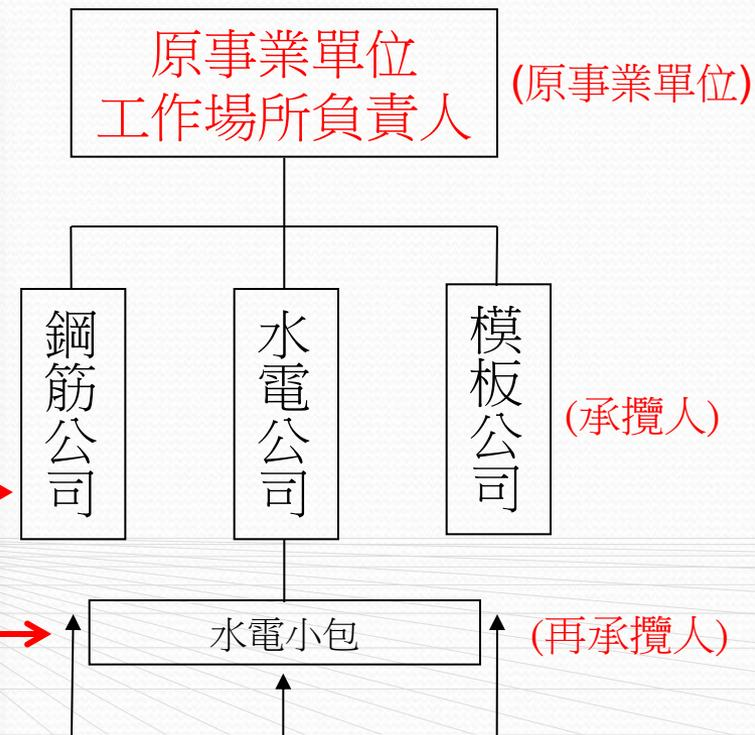 原事業單位
工作場所負責人
(原事業單位)
鋼筋公司
水電公司
模板公司
(承攬人)
水電小包
(再承攬人)